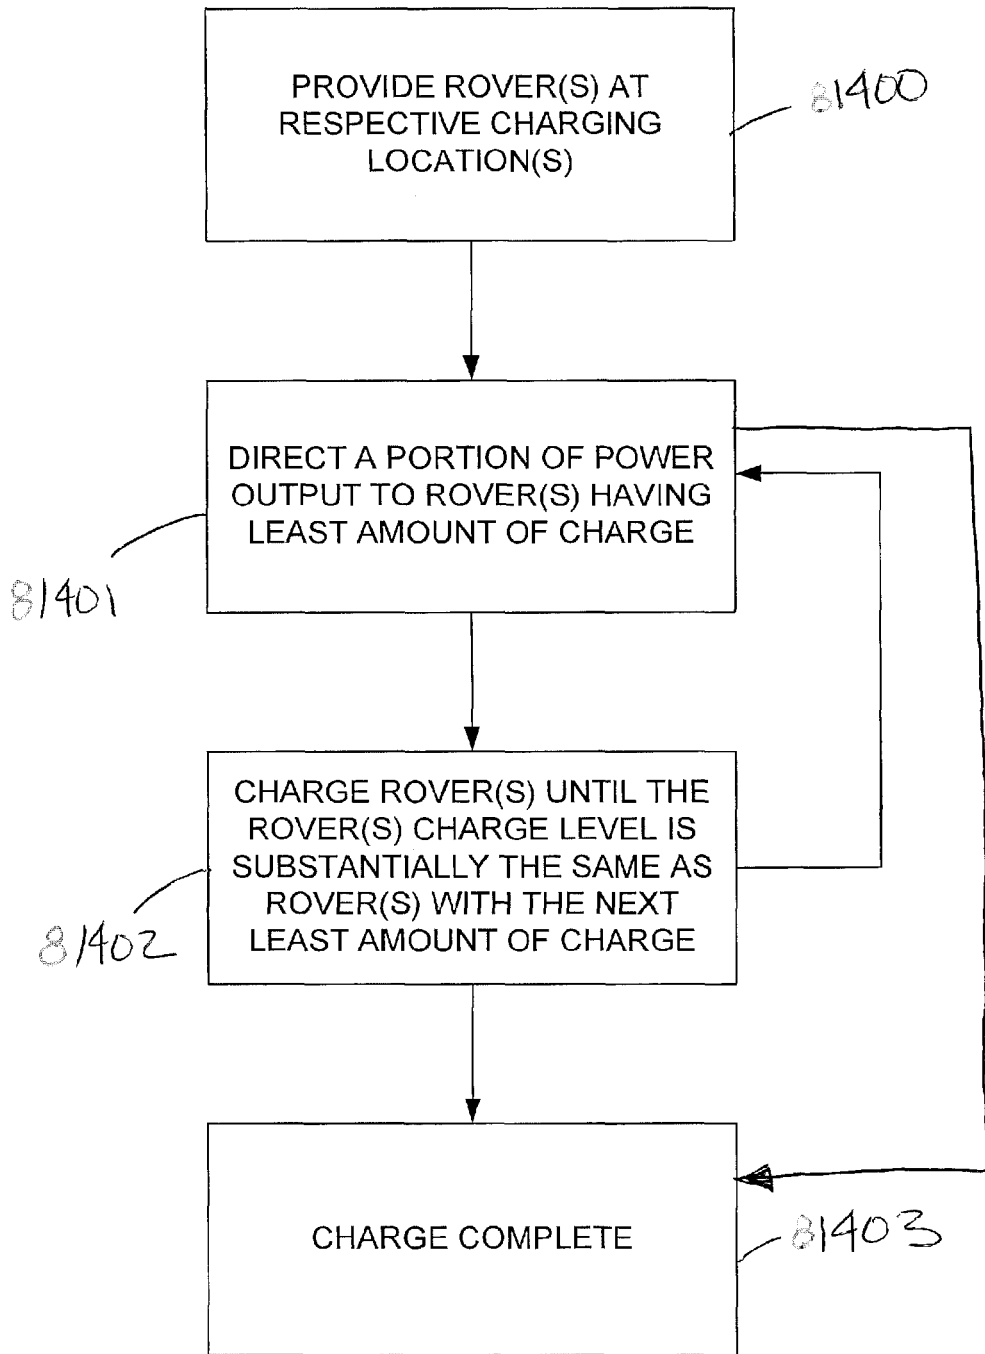 PROVIDE ROVER(S) AT
RESPECTIVE CHARGING
LOCATION(S)
81400
DIRECT A PORTION OF POWER
OUTPUT TO ROVER(S) HAVING
LEAST AMOUNT OF CHARGE
81401
CHARGE ROVER(S) UNTIL THE
ROVER(S) CHARGE LEVEL IS
SUBSTANTIALLY THE SAME AS
ROVER(S) WITH THE NEXT
LEAST AMOUNT OF CHARGE
81402
CHARGE COMPLETE
81403